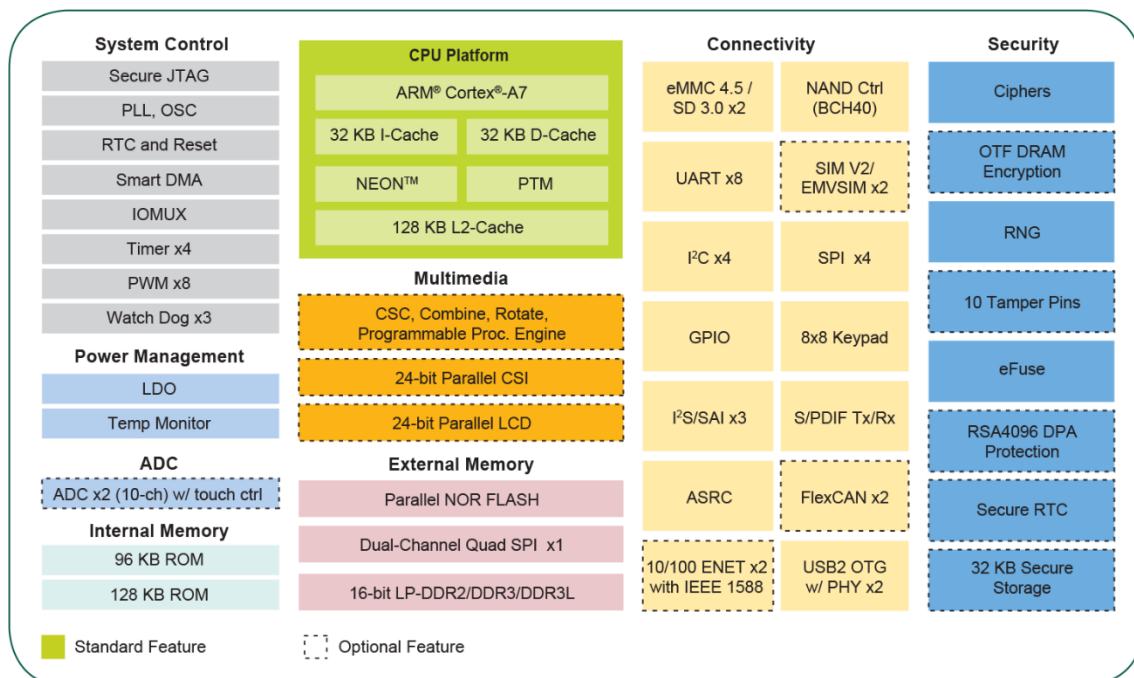 System Control
Secure JTAG
PLL, OSC
RTC and Reset
Smart DMA
IOMUX
Timer x4
PWM x8
Watch Dog x3
Power Management
LDO
Temp Monitor
ADC
ADC x2 (10-ch) w/ touch ctrl
Internal Memory
96 KB ROM
128 KB ROM
CPU Platform
ARM® Cortex®-A7
32 KB I-Cache
32 KB D-Cache
NEON™
PTM
128 KB L2-Cache
Multimedia
CSC, Combine, Rotate,
Programmable Proc. Engine
24-bit Parallel CSI
24-bit Parallel LCD
External Memory
Parallel NOR FLASH
Dual-Channel Quad SPI x1
16-bit LP-DDR2/DDR3/DDR3L
Connectivity
eMMC 4.5 /
SD 3.0 x2
NAND Ctrl
(BCH40)
UART x8
SIM V2/
EMVSIM x2
I²C x4
SPI x4
GPIO
8x8 Keypad
I²S/SAI x3
S/PDIF Tx/Rx
ASRC
FlexCAN x2
10/100 ENET x2
with IEEE 1588
USB2 OTG
w/ PHY x2
Security
Ciphers
OTF DRAM
Encryption
RNG
10 Tamper Pins
eFuse
RSA4096 DPA
Protection
Secure RTC
32 KB Secure
Storage
Standard Feature
Optional Feature